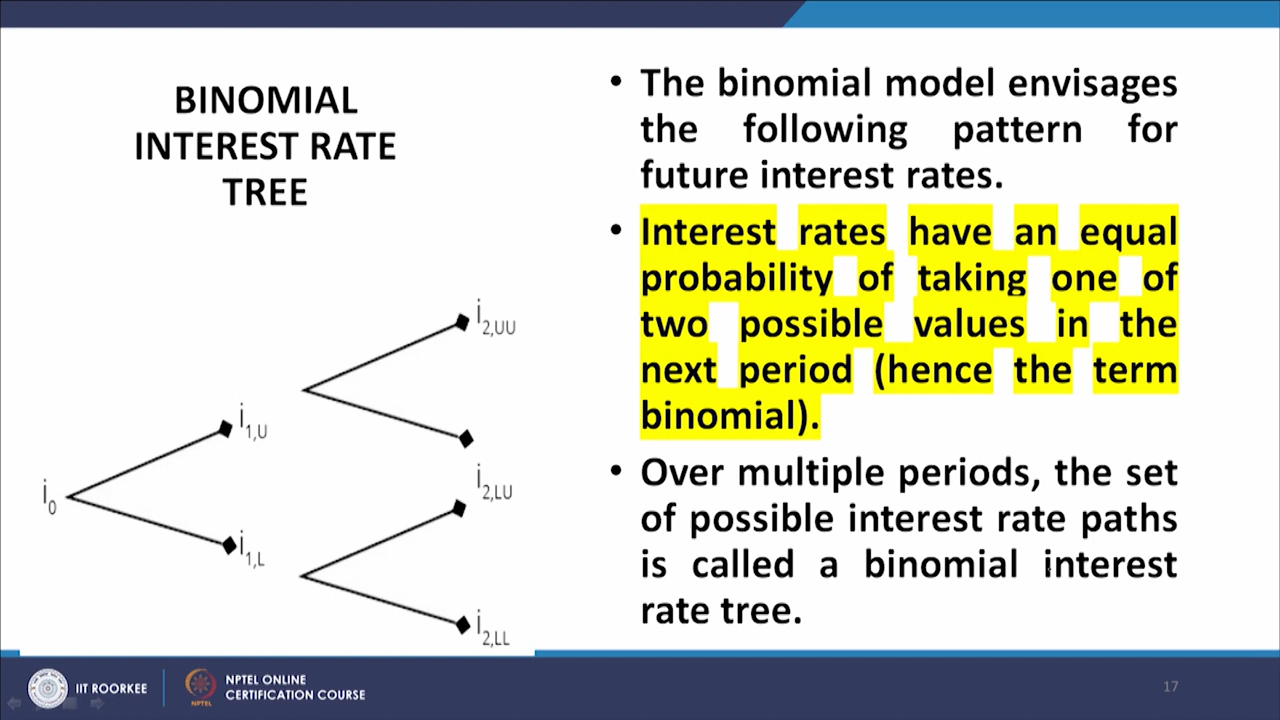 BINOMIAL
INTEREST RATE
TREE
i2,UU
i1,U
i0
i2,LU
i1,L
i2,LL
• The binomial model envisages
the following pattern for
future interest rates.
• Interest rates have an equal
probability of taking one of
two possible values in the
next period (hence the term
binomial).
• Over multiple periods, the set
of possible interest rate paths
is called a binomial interest
rate tree.
IIT ROORKEE
NPTEL
NPTEL ONLINE
CERTIFICATION COURSE
17